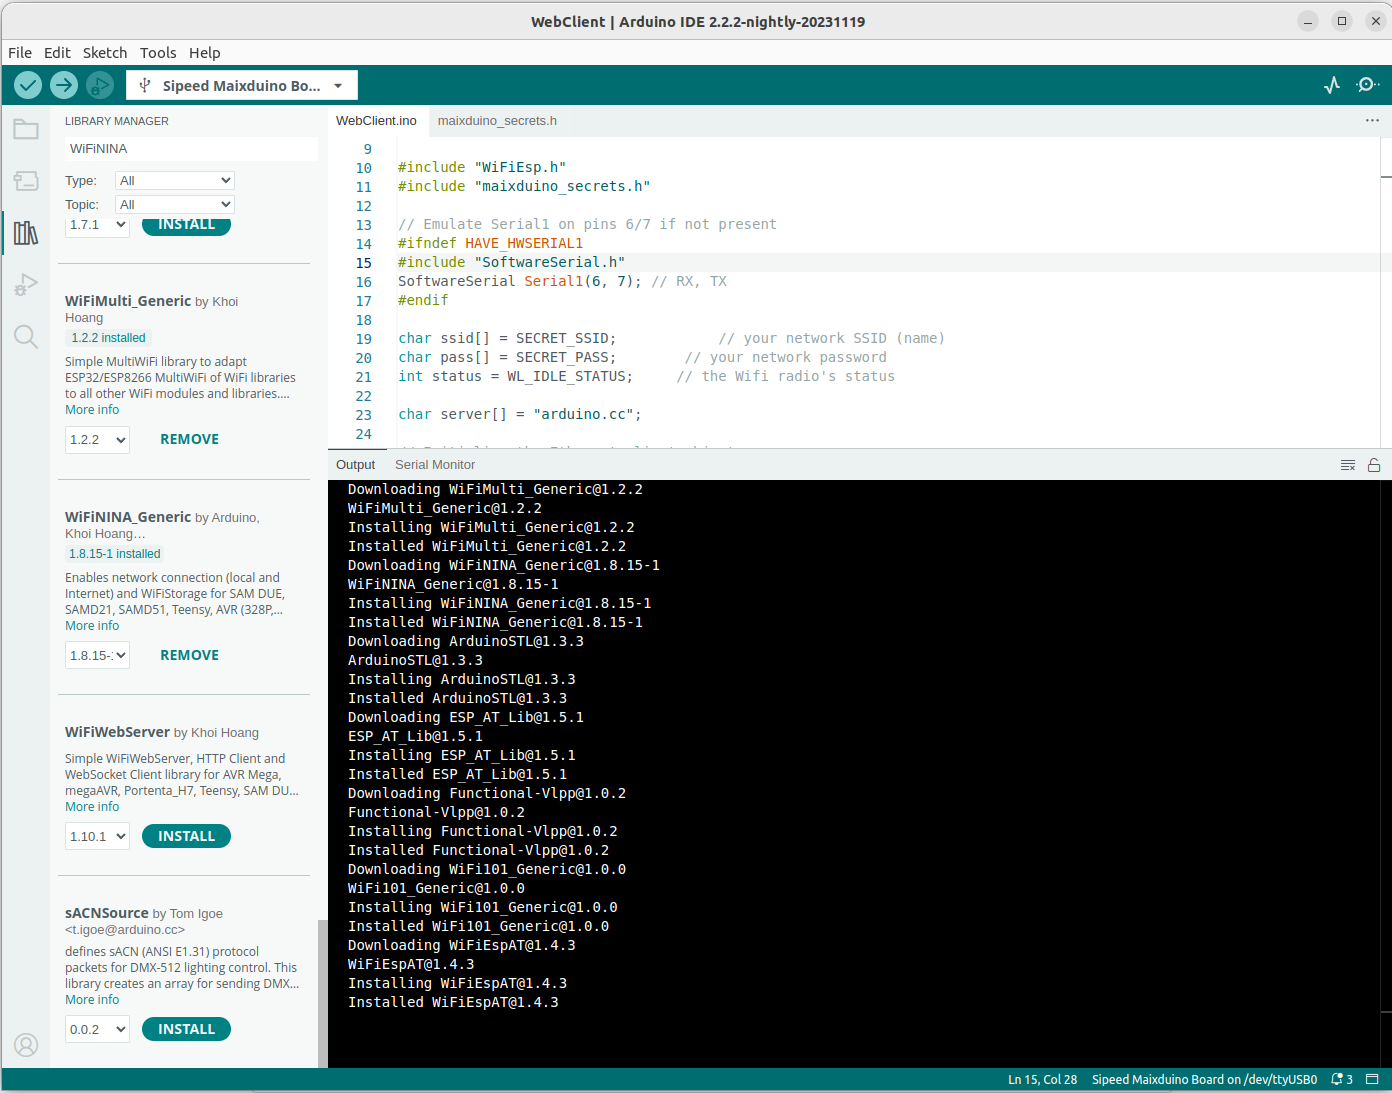 WebClient | Arduino IDE 2.2.2-nightly-20231119
File Edit Sketch Tools Help
Sipeed Maixduino Bo...
LIBRARY MANAGER
WiFiNINA
Type: All
Topic: All
1.7.1 INSTALL
WiFiMulti_Generic by Khoi
Hoang
1.2.2 installed
Simple MultiWiFi library to adapt
ESP32/ESP8266 MultiWiFi of WiFi libraries
to all other WiFi modules and libraries....
More info
1.2.2 REMOVE
WiFiNINA_Generic by Arduino,
Khoi Hoang...
1.8.15-1 installed
Enables network connection (local and
Internet) and WiFiStorage for SAM DUE,
SAMD21, SAMD51, Teensy, AVR (328P,...
More info
1.8.15-: REMOVE
WiFiWebServer by Khoi Hoang
Simple WiFiWebServer, HTTP Client and
WebSocket Client library for AVR Mega,
megaAVR, Portenta_H7, Teensy, SAM DU...
More info
1.10.1 INSTALL
sACNSource by Tom Igoe
<t.igoe@arduino.cc>
defines sACN (ANSI E1.31) protocol
packets for DMX-512 lighting control. This
library creates an array for sending DMX...
More info
0.0.2 INSTALL
WebClient.ino maixduino_secrets.h
9
10 #include "WiFiEsp.h"
11 #include "maixduino_secrets.h"
12
13 // Emulate Serial1 on pins 6/7 if not present
14 #ifndef HAVE_HWSERIAL1
15 #include "SoftwareSerial.h"
16 SoftwareSerial Serial1(6, 7); // RX, TX
17 #endif
18
19 char ssid[] = SECRET_SSID; // your network SSID (name)
20 char pass[] = SECRET_PASS; // your network password
21 int status = WL_IDLE_STATUS; // the Wifi radio's status
22
23 char server[] = "arduino.cc";
24
Output Serial Monitor
Downloading WiFiMulti_Generic@1.2.2
WiFiMulti_Generic@1.2.2
Installing WiFiMulti_Generic@1.2.2
Installed WiFiMulti_Generic@1.2.2
Downloading WiFiNINA_Generic@1.8.15-1
WiFiNINA_Generic@1.8.15-1
Installing WiFiNINA_Generic@1.8.15-1
Installed WiFiNINA_Generic@1.8.15-1
Downloading ArduinoSTL@1.3.3
ArduinoSTL@1.3.3
Installing ArduinoSTL@1.3.3
Installed ArduinoSTL@1.3.3
Downloading ESP_AT_Lib@1.5.1
ESP_AT_Lib@1.5.1
Installing ESP_AT_Lib@1.5.1
Installed ESP_AT_Lib@1.5.1
Downloading Functional-Vlpp@1.0.2
Functional-Vlpp@1.0.2
Installing Functional-Vlpp@1.0.2
Installed Functional-Vlpp@1.0.2
Downloading WiFi101_Generic@1.0.0
WiFi101_Generic@1.0.0
Installing WiFi101_Generic@1.0.0
Installed WiFi101_Generic@1.0.0
Downloading WiFiEspAT@1.4.3
WiFiEspAT@1.4.3
Installing WiFiEspAT@1.4.3
Installed WiFiEspAT@1.4.3
Ln 15, Col 28 Sipeed Maixduino Board on /dev/ttyUSB0 3